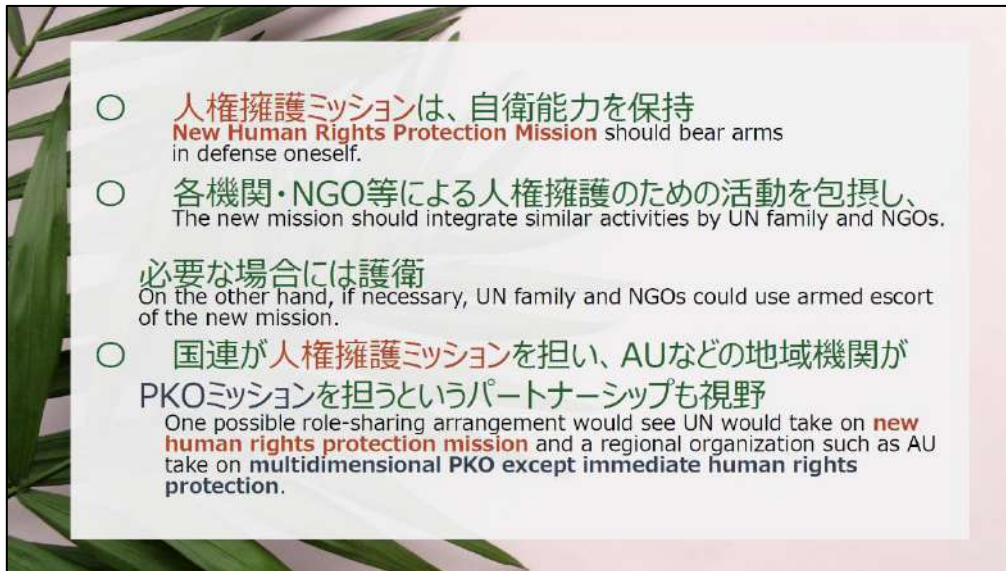 ○ 人権擁護ミッションは、自衛能力を保持
New Human Rights Protection Mission should bear arms
in defense oneself.
○ 各機関・NGO等による人権擁護のための活動を包摂し、
The new mission should integrate similar activities by UN family and NGOs.
必要な場合には護衛
On the other hand, if necessary, UN family and NGOs could use armed escort
of the new mission.
○ 国連が人権擁護ミッションを担い、AUなどの地域機関が
PKOミッションを担うというパートナーシップも視野
One possible role-sharing arrangement would see UN would take on new
human rights protection mission and a regional organization such as AU
take on multidimensional PKO except immediate human rights
protection.